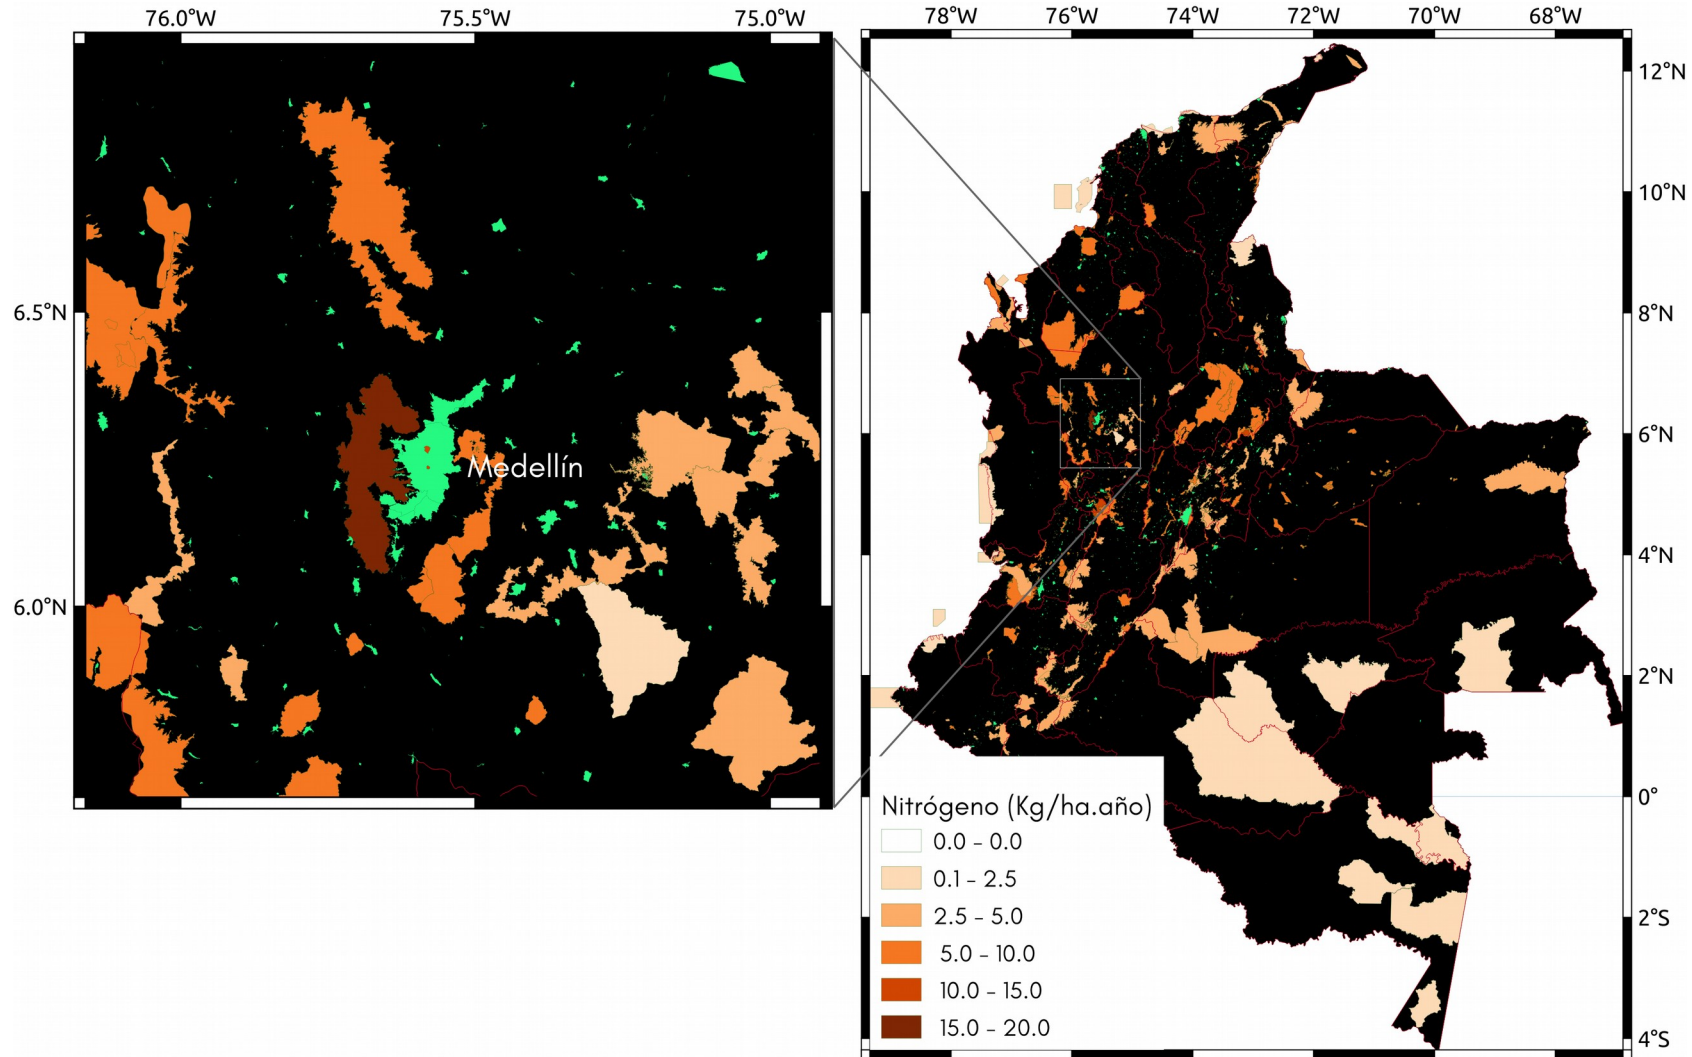 76.0°W 75.5°W 75.0°W
78°W 76°W 74°W 72°W 70°W 68°W
12°N
10°N
6.5°N
8°N
Medellín
6°N
4°N
6.0°N
2°N
Nitrógeno (Kg/ha.año)
0°
0.0 - 0.0
0.1 - 2.5
2.5 - 5.0
2°S
5.0 - 10.0
10.0 - 15.0
15.0 - 20.0
4°S